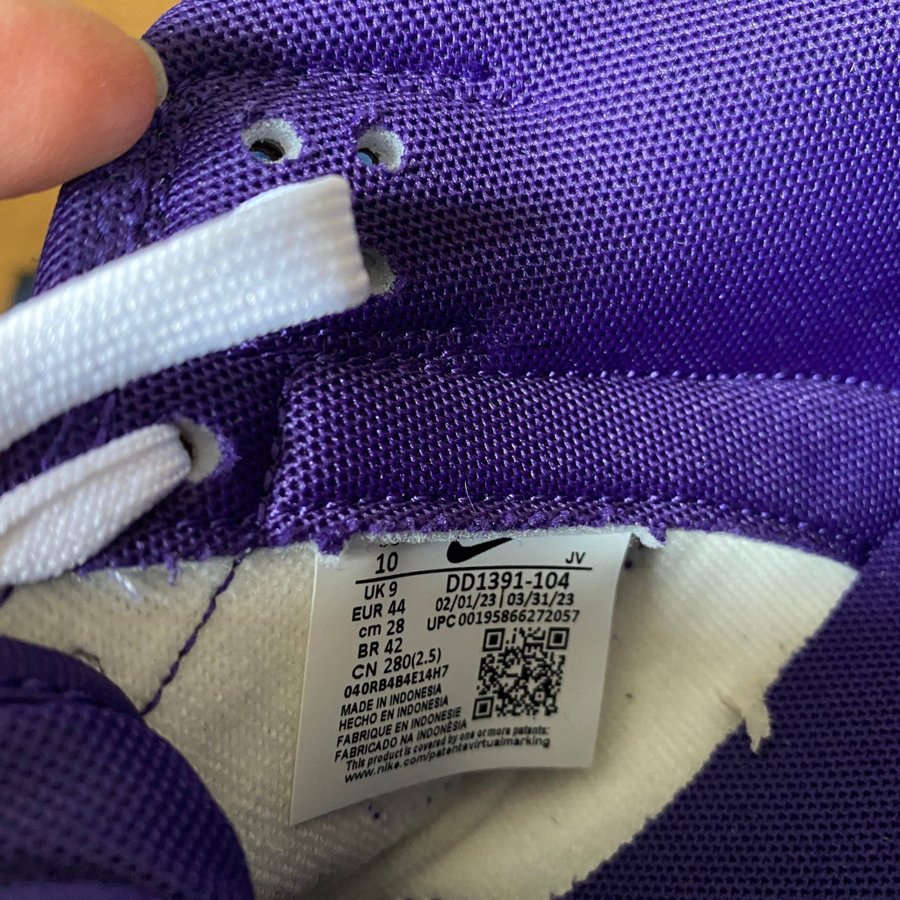 10
JV
UK 9
EUR 44
cm 28
BR 42
CN 280(2.5)
040RB4B4E14H7
DD1391-104
02/01/23 | 03/31/23
UPC 00195866272057
MADE IN INDONESIA
HECHO EN INDONESIA
FABRIQUE EN INDONESIE
FABRICADO NA INDONÉSIA
This product is covered by one or more patents:
www.nike.com/patentsvirtualmarking